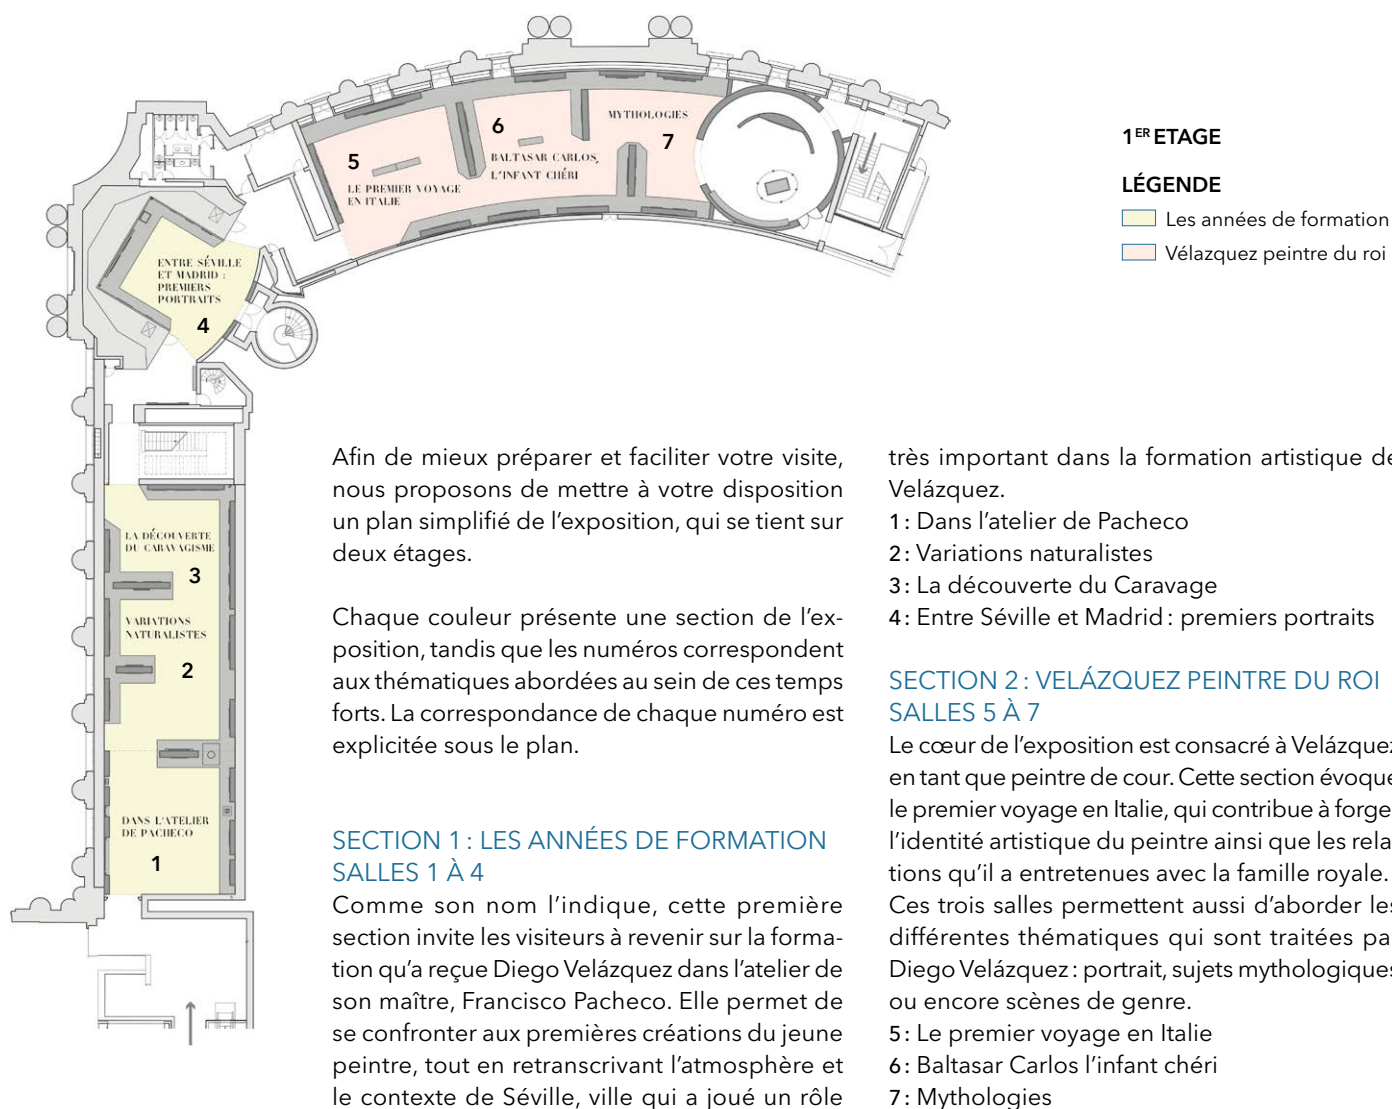 MYTHOLOGIES
7
6
BALTASAR CARLOS,
L'INFANT CHÉRI
5
LE PREMIER VOYAGE
EN ITALIE
ENTRE SÉVILLE
ET MADRID :
PREMIERS
PORTRAITS
4
LA DÉCOUVERTE
DU CARAVAGISME
3
VARIATIONS
NATURALISTES
2
DANS L'ATELIER
DE PACHECO
1
1ER ETAGE
LÉGENDE
Les années de formation
Vélazquez peintre du roi
Afin de mieux préparer et faciliter votre visite,
nous proposons de mettre à votre disposition
un plan simplifié de l'exposition, qui se tient sur
deux étages.
Chaque couleur présente une section de l'ex-
position, tandis que les numéros correspondent
aux thématiques abordées au sein de ces temps
forts. La correspondance de chaque numéro est
explicitée sous le plan.
SECTION 1 : LES ANNÉES DE FORMATION
SALLES 1 À 4
Comme son nom l'indique, cette première
section invite les visiteurs à revenir sur la forma-
tion qu'a reçue Diego Velázquez dans l'atelier de
son maître, Francisco Pacheco. Elle permet de
se confronter aux premières créations du jeune
peintre, tout en retranscrivant l'atmosphère et
le contexte de Séville, ville qui a joué un rôle
très important dans la formation artistique de
Velázquez.
1 : Dans l'atelier de Pacheco
2 : Variations naturalistes
3 : La découverte du Caravage
4 : Entre Séville et Madrid : premiers portraits
SECTION 2 : VELÁZQUEZ PEINTRE DU ROI
SALLES 5 À 7
Le cœur de l'exposition est consacré à Velázquez
en tant que peintre de cour. Cette section évoque
le premier voyage en Italie, qui contribue à forge
l'identité artistique du peintre ainsi que les rela
tions qu'il a entretenues avec la famille royale.
Ces trois salles permettent aussi d'aborder les
différentes thématiques qui sont traitées pa
Diego Velázquez : portrait, sujets mythologiques
ou encore scènes de genre.
5 : Le premier voyage en Italie
6 : Baltasar Carlos l'infant chéri
7 : Mythologies